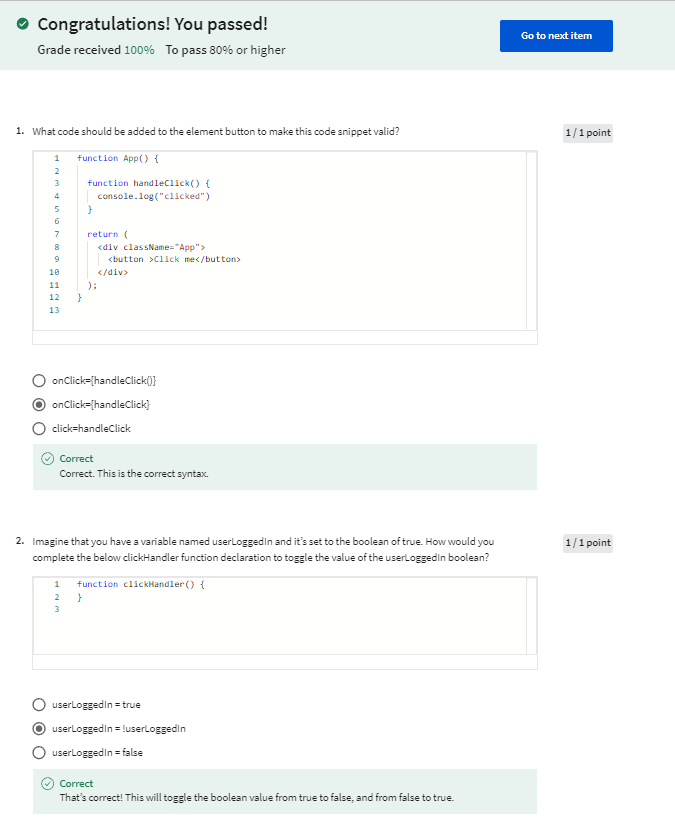 Congratulations! You passed!
Grade received 100% To pass 80% or higher
Go to next item
1. What code should be added to the element button to make this code snippet valid?
1 / 1 point
1 function App() {
2
3 function handleClick() {
4 console.log("clicked")
5 }
6
7 return (
8 <div className="App">
9 <button >Click me</button>
10 </div>
11 );
12 }
13
onClick={handleClick()}
onClick={handleClick}
click=handleClick
Correct
Correct. This is the correct syntax.
2. Imagine that you have a variable named userLoggedIn and it's set to the boolean of true. How would you
complete the below clickHandler function declaration to toggle the value of the userLoggedIn boolean?
1 / 1 point
1 function clickHandler() {
2 }
3
userLoggedIn = true
userLoggedIn = !userLoggedIn
userLoggedIn = false
Correct
That's correct! This will toggle the boolean value from true to false, and from false to true.